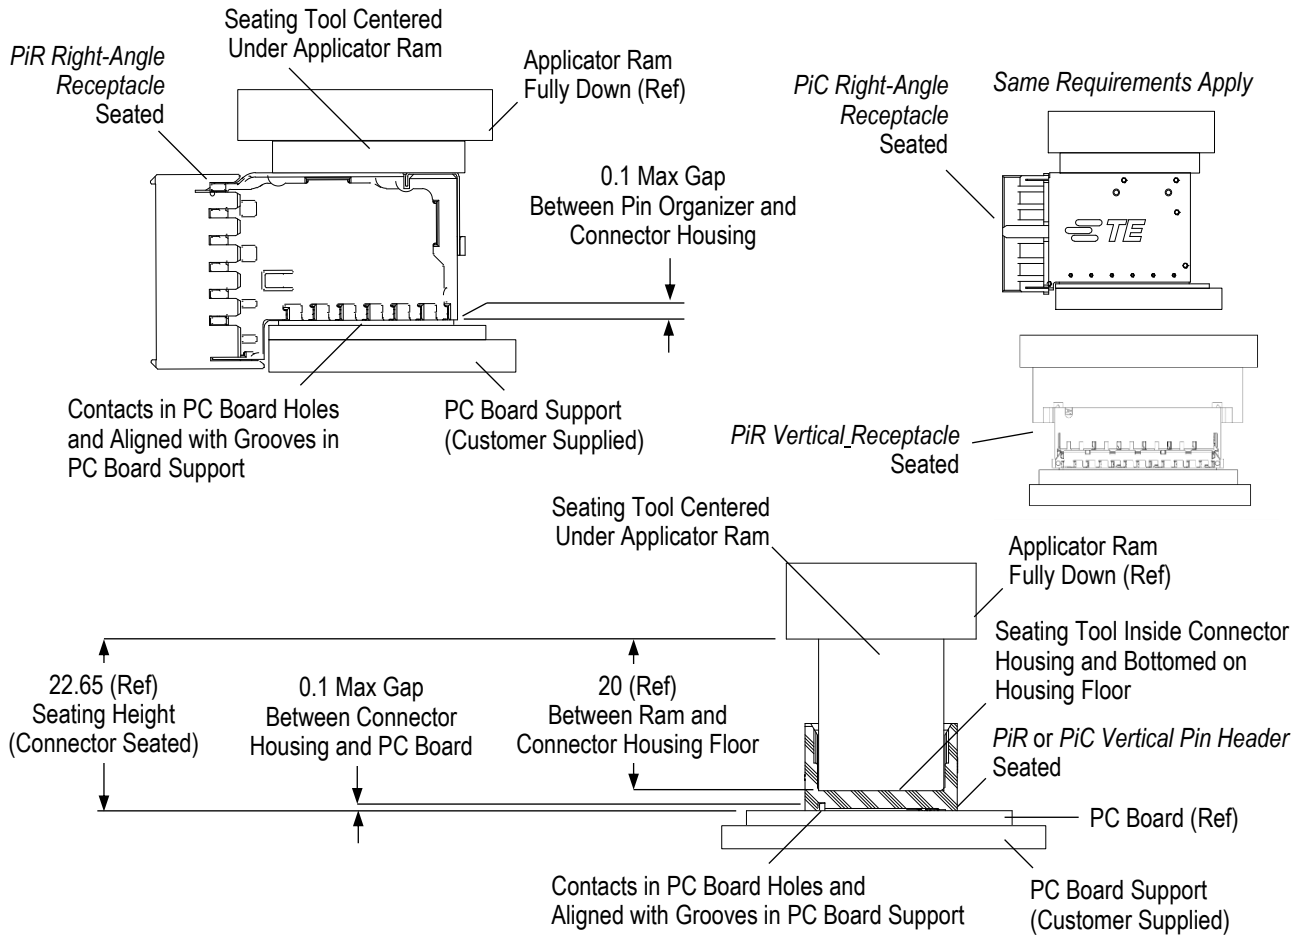 Seating Tool Centered
Under Applicator Ram
PiR Right-Angle
Receptacle
Seated
Applicator Ram
Fully Down (Ref)
PiC Right-Angle
Receptacle
Seated
Same Requirements Apply
0.1 Max Gap
Between Pin Organizer and
Connector Housing
TE
Contacts in PC Board Holes
and Aligned with Grooves in
PC Board Support
PC Board Support
(Customer Supplied)
PiR Vertical Receptacle
Seated
Seating Tool Centered
Under Applicator Ram
Applicator Ram
Fully Down (Ref)
Seating Tool Inside Connector
Housing and Bottomed on
Housing Floor
22.65 (Ref)
Seating Height
(Connector Seated)
0.1 Max Gap
Between Connector
Housing and PC Board
20 (Ref)
Between Ram and
Connector Housing Floor
PiR or PiC Vertical Pin Header
Seated
PC Board (Ref)
Contacts in PC Board Holes and
Aligned with Grooves in PC Board Support
PC Board Support
(Customer Supplied)